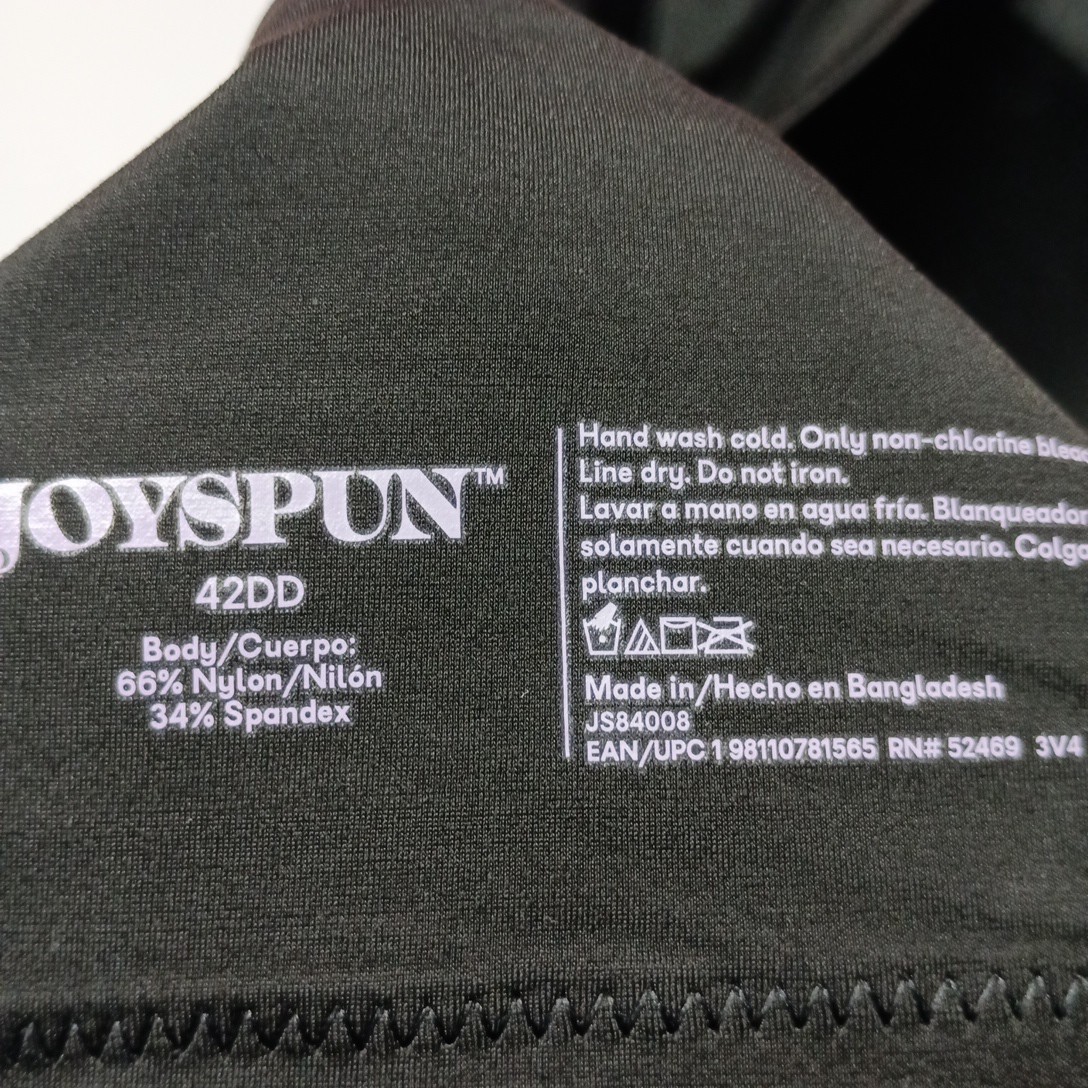 JOYSPUN™
42DD
Body/Cuerpo:
66% Nylon/Nilón
34% Spandex
Hand wash cold. Only non-chlorine
Line dry. Do not iron.
Lavar a mano en agua fría. Blanqueador
solamente cuando sea necesario.
planchar.
Made in/Hecho en Bangladesh
JS84008
EAN/UPC 1 98110781565 RN# 52469 3V4